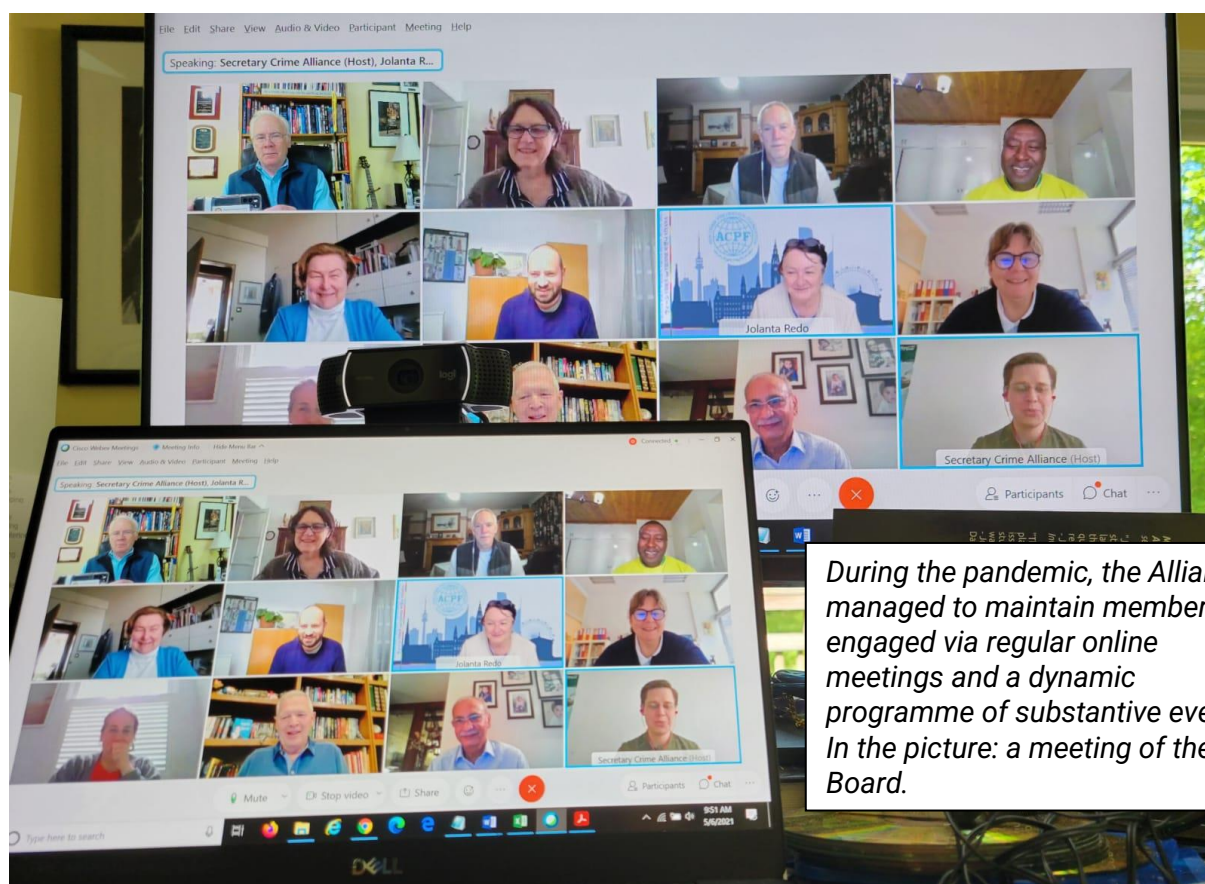 File Edit Share View Audio & Video Participant Meeting Help
Speaking: Secretary Crime Alliance (Host), Jolanta R...
ACPF
Jolanta Redo
logi
Secretary Crime Alliance (Host)
Participants Chat
Cisco Webex Meetings Meeting Info Hide Menu Bar
Connected
File Edit Share View Audio & Video Participant Meeting Help
Speaking: Secretary Crime Alliance (Host), Jolanta R...
ACPF
Jolanta Redo
Secretary Crime Alliance (Host)
Mute Stop video Share Participants Chat
Type here to search
9:51 AM
5/6/2021
DELL
During the pandemic, the Allia
managed to maintain member
engaged via regular online
meetings and a dynamic
programme of substantive eve
In the picture: a meeting of the
Board.